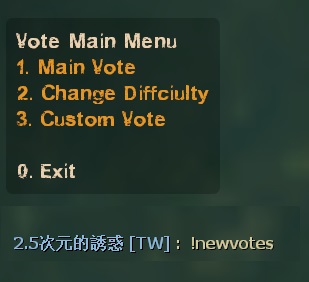 Vote Main Menu
1. Main Vote
2. Change Diffciulty
3. Custom Vote
0. Exit
2.5次元的誘惑 [TW] : !newvotes